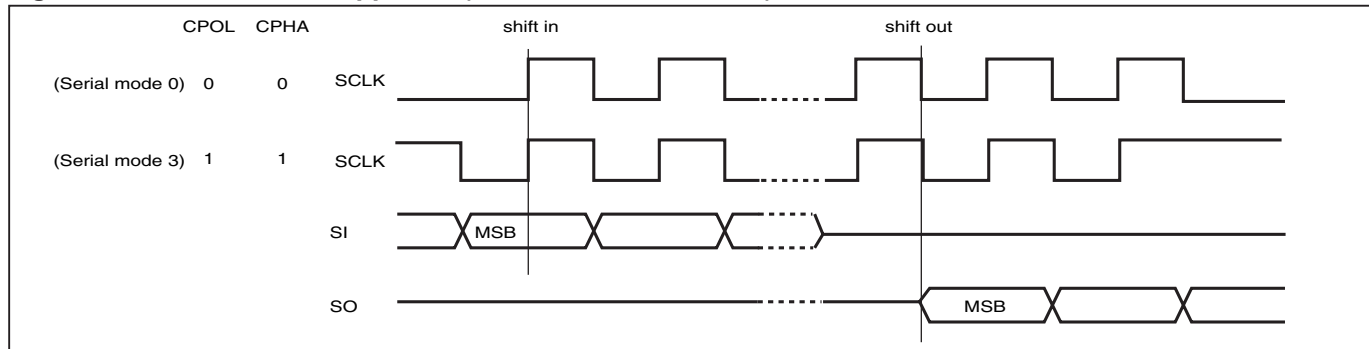 CPOL CPHA shift in shift out
(Serial mode 0) 0 0 SCLK
(Serial mode 3) 1 1 SCLK
SI MSB
SO MSB